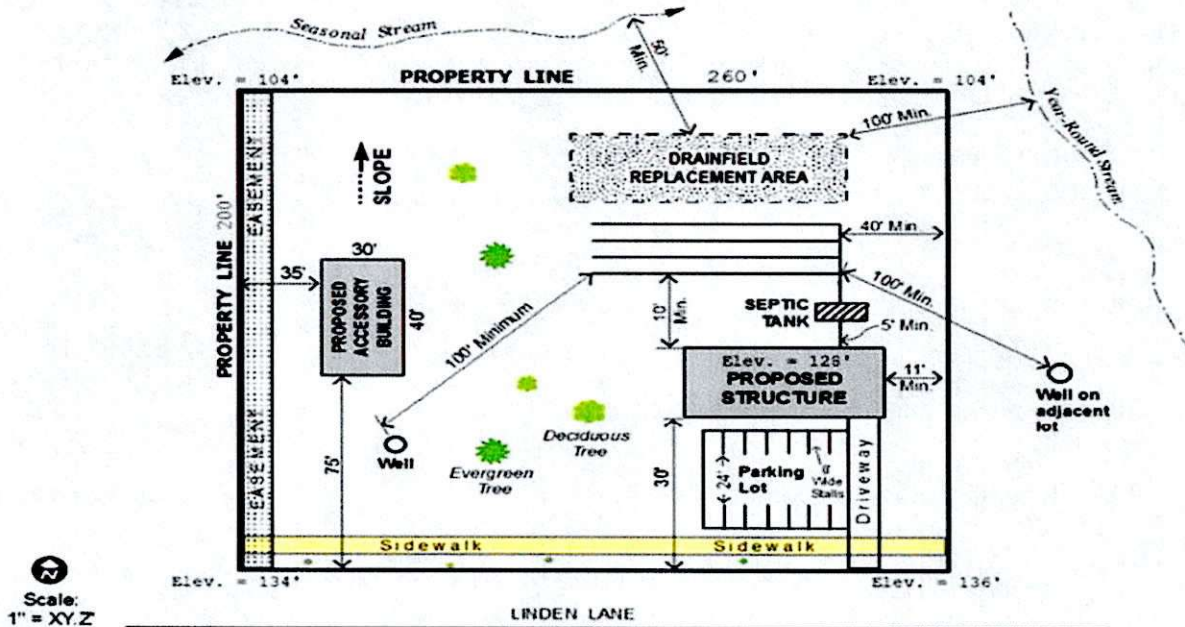 Seasonal Stream
50' Min.
Elev. = 104'
PROPERTY LINE 260'
Elev. = 104'
100' Min.
Year-Round Stream
EASEMENT
SLOPE
DRAINFIELD
REPLACEMENT AREA
PROPERTY LINE 200'
30'
35'
40' Min.
PROPOSED
ACCESSORY
BUILDING
40'
100' Minimum
10' Min.
SEPTIC
TANK
100' Min.
5' Min.
Elev. = 128'
PROPOSED
STRUCTURE
11'
Min.
Well on
adjacent
lot
EASEMENT
75'
Well
Deciduous
Tree
Evergreen
Tree
30'
24'
Parking
Lot
Wide
Stalls
Driveway
Sidewalk
Sidewalk
N
Scale:
1" = XY.Z'
Elev. = 134'
Elev. = 136'
LINDEN LANE